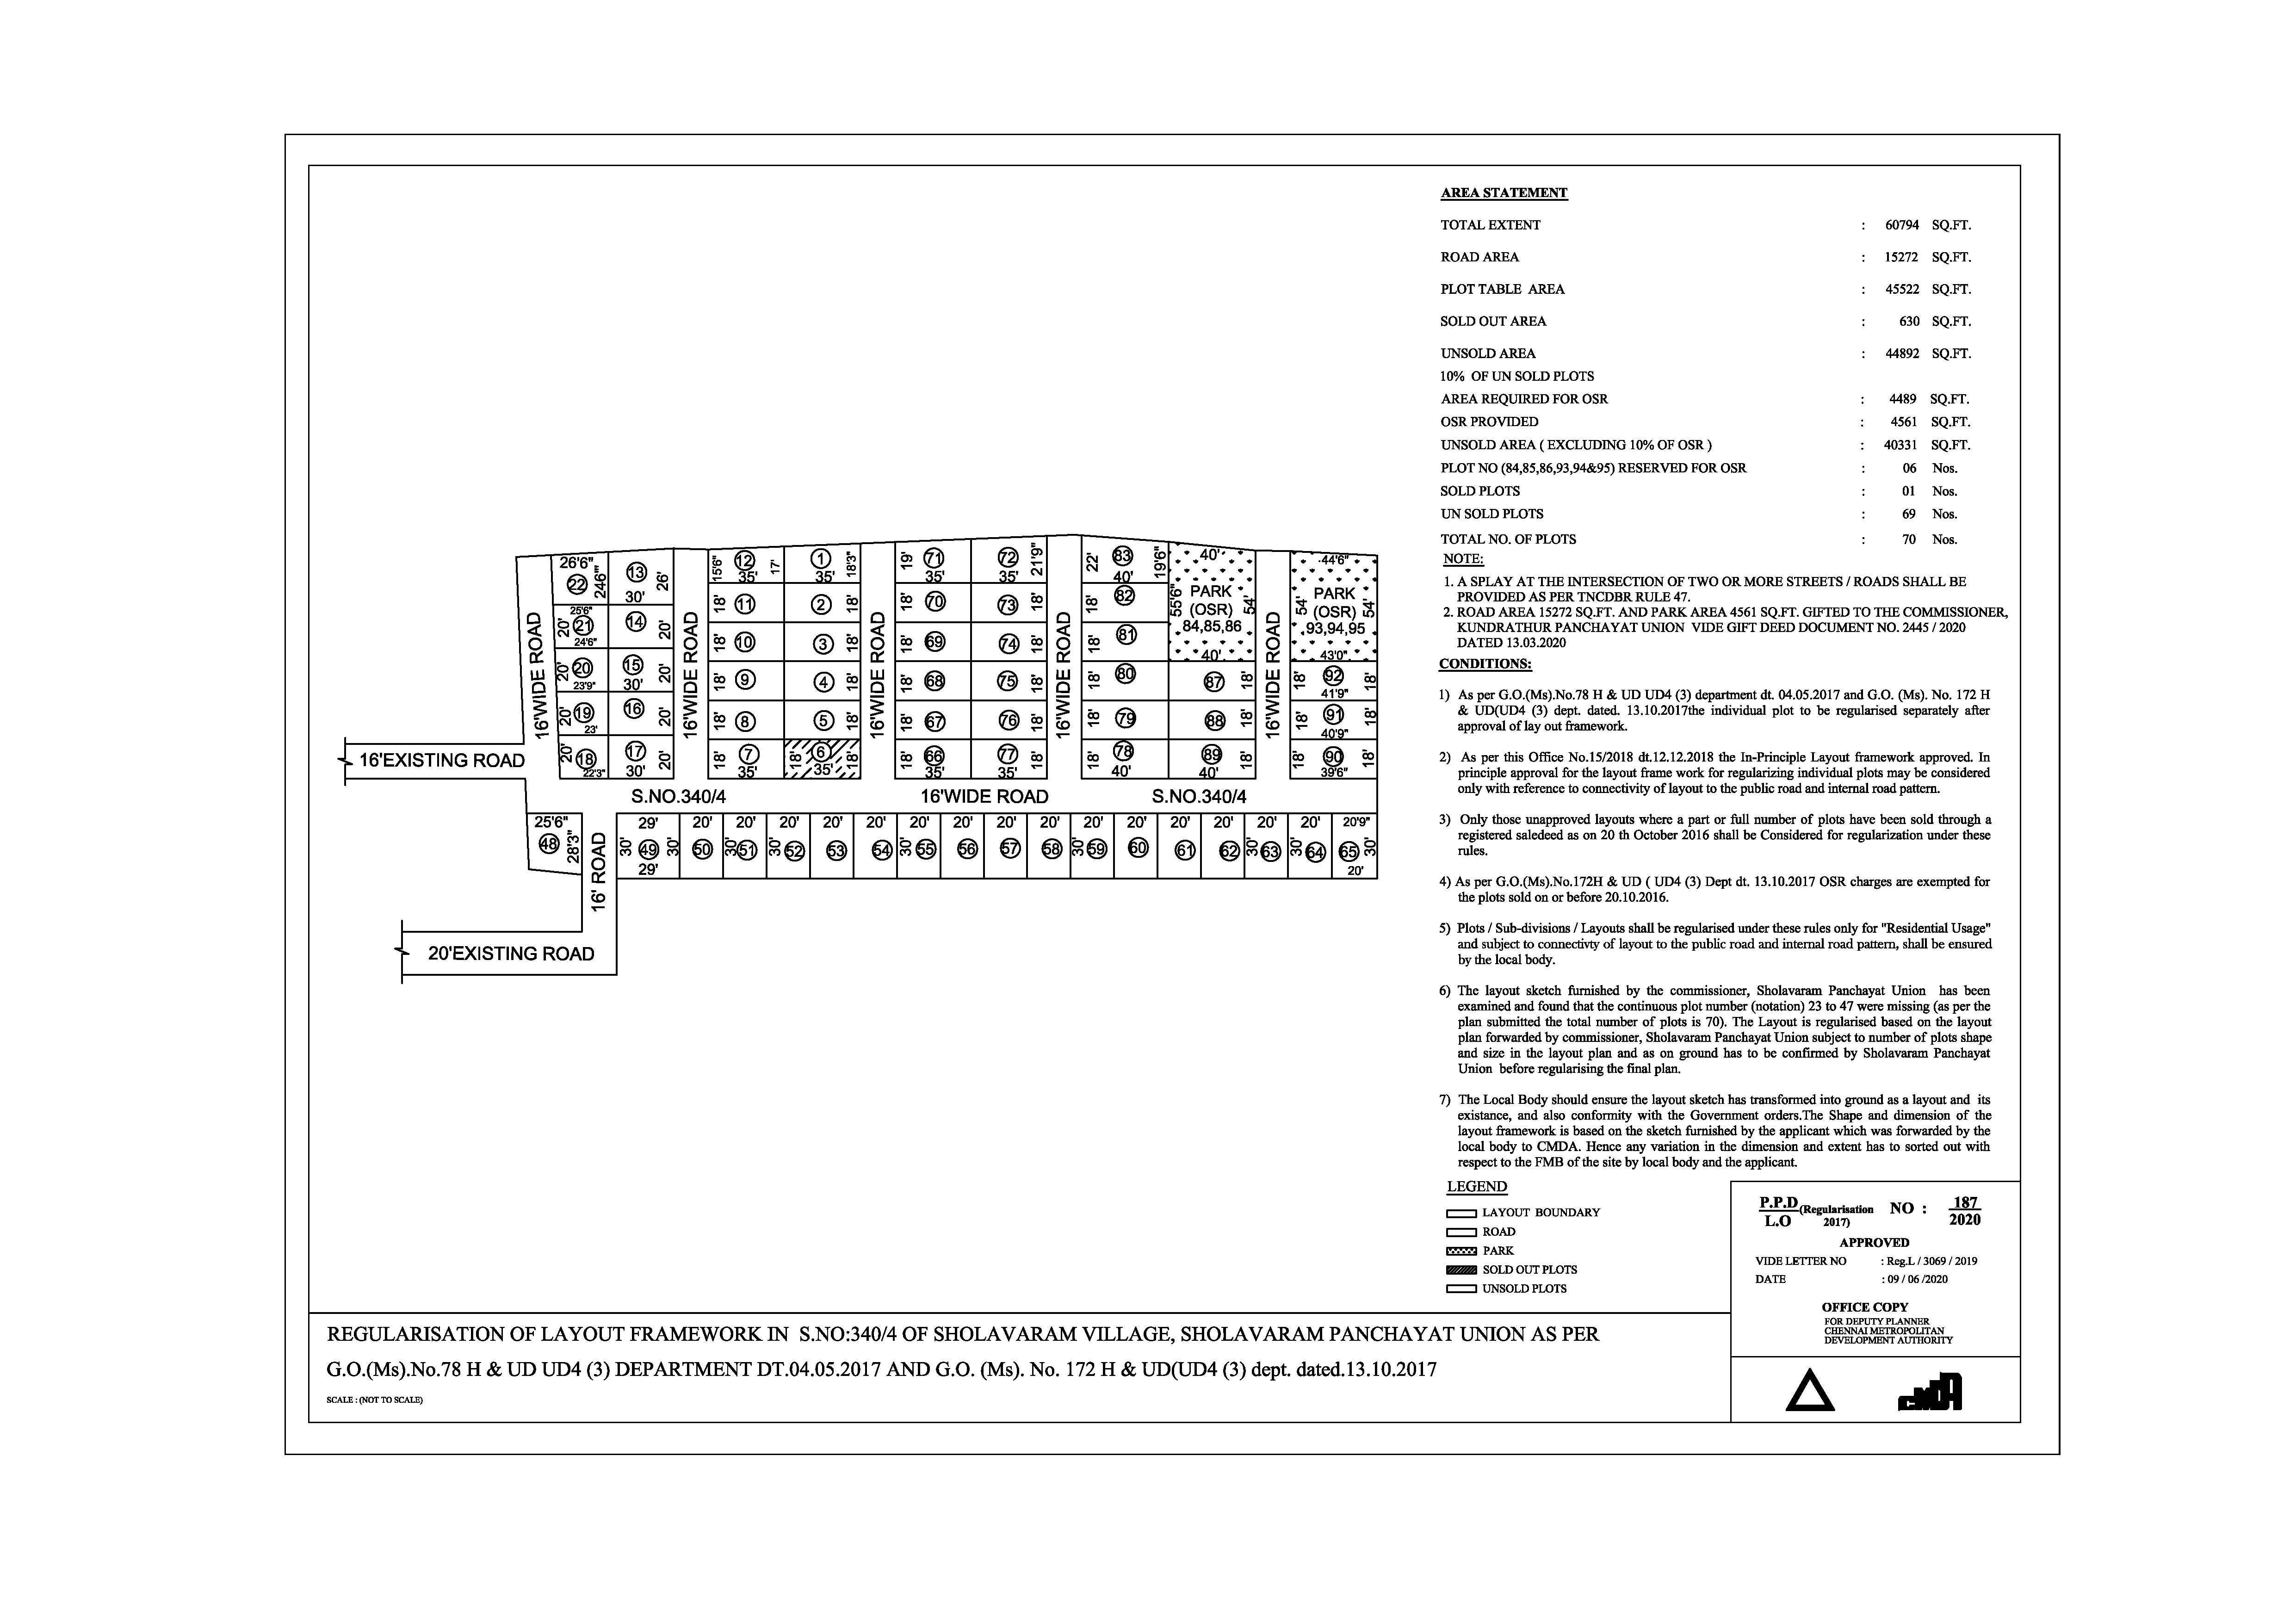 AREA STATEMENT
TOTAL EXTENT : 60794 SQ.FT.
ROAD AREA : 15272 SQ.FT.
PLOT TABLE AREA : 45522 SQ.FT.
SOLD OUT AREA : 630 SQ.FT.
UNSOLD AREA : 44892 SQ.FT.
10% OF UN SOLD PLOTS
AREA REQUIRED FOR OSR : 4489 SQ.FT.
OSR PROVIDED : 4561 SQ.FT.
UNSOLD AREA ( EXCLUDING 10% OF OSR ) : 40331 SQ.FT.
PLOT NO (84,85,86,93,94&95) RESERVED FOR OSR : 06 Nos.
SOLD PLOTS : 01 Nos.
UN SOLD PLOTS : 69 Nos.
TOTAL NO. OF PLOTS : 70 Nos.
NOTE:
1. A SPLAY AT THE INTERSECTION OF TWO OR MORE STREETS / ROADS SHALL BE
PROVIDED AS PER TNCDBR RULE 47.
2. ROAD AREA 15272 SQ.FT. AND PARK AREA 4561 SQ.FT. GIFTED TO THE COMMISSIONER,
KUNDRATHUR PANCHAYAT UNION VIDE GIFT DEED DOCUMENT NO. 2445 / 2020
DATED 13.03.2020
CONDITIONS:
1) As per G.O.(Ms).No.78 H & UD UD4 (3) department dt. 04.05.2017 and G.O. (Ms). No. 172 H
& UD(UD4 (3) dept. dated. 13.10.2017the individual plot to be regularised separately after
approval of lay out framework.
2) As per this Office No.15/2018 dt.12.12.2018 the In-Principle Layout framework approved. In
principle approval for the layout frame work for regularizing individual plots may be considered
only with reference to connectivity of layout to the public road and internal road pattern.
3) Only those unapproved layouts where a part or full number of plots have been sold through a
registered saledeed as on 20 th October 2016 shall be Considered for regularization under these
rules.
4) As per G.O.(Ms).No.172H & UD ( UD4 (3) Dept dt. 13.10.2017 OSR charges are exempted for
the plots sold on or before 20.10.2016.
5) Plots / Sub-divisions / Layouts shall be regularised under these rules only for "Residential Usage"
and subject to connectivty of layout to the public road and internal road pattern, shall be ensured
by the local body.
6) The layout sketch furnished by the commissioner, Sholavaram Panchayat Union has been
examined and found that the continuous plot number (notation) 23 to 47 were missing (as per the
plan submitted the total number of plots is 70). The Layout is regularised based on the layout
plan forwarded by commissioner, Sholavaram Panchayat Union subject to number of plots shape
and size in the layout plan and as on ground has to be confirmed by Sholavaram Panchayat
Union before regularising the final plan.
7) The Local Body should ensure the layout sketch has transformed into ground as a layout and its
existance, and also conformity with the Government orders.The Shape and dimension of the
layout framework is based on the sketch furnished by the applicant which was forwarded by the
local body to CMDA. Hence any variation in the dimension and extent has to sorted out with
respect to the FMB of the site by local body and the applicant.
LEGEND
LAYOUT BOUNDARY
ROAD
PARK
SOLD OUT PLOTS
UNSOLD PLOTS
16'WIDE ROAD
26'6" 22 246'"
25'6"
20' 21
24'6"
20' 20
23'9"
20' 19
23'
20' 18
22'3"
13 26'
30'
14 20'
15 20'
30'
16 20'
17 20'
30'
16'WIDE ROAD
15'6" 12 17'
35'
18' 11
18' 10
18' 9
18' 8
18' 7
35'
1 18'3"
35'
2 18'
3 18'
4 18'
5 18'
18' 6 18'
35'
16'WIDE ROAD
19' 71
35'
18' 70
18' 69
18' 68
18' 67
18' 66
35'
72 21'9"
35'
73 18'
74 18'
75 18'
76 18'
77 18'
35'
16'WIDE ROAD
22' 83 19'6"
40'
18' 82
18' 81
18' 80
18' 79
18' 78
40'
40'
PARK
55'6" (OSR) 54'
84,85,86
40'
87 18'
88 18'
89 18'
40'
16'WIDE ROAD
44'6"
PARK
54' (OSR) 54'
93,94,95
43'0"
18' 92 18'
41'9"
18' 91 18'
40'9"
18' 90 18'
39'6"
16'EXISTING ROAD
S.NO.340/4 16'WIDE ROAD S.NO.340/4
25'6" 29' 20' 20' 20' 20' 20' 20' 20' 20' 20' 20' 20' 20' 20' 20' 20' 20'9"
48 28'3" 30' 49 30' 50 30' 51 30' 52 53 54 30' 55 56 57 58 30' 59 60 61 62 30' 63 30' 64 65 30'
29' 20'
16' ROAD
20'EXISTING ROAD
P.P.D (Regularisation NO : 187
L.O 2017) 2020
APPROVED
VIDE LETTER NO : Reg.L / 3069 / 2019
DATE : 09 / 06 /2020
OFFICE COPY
FOR DEPUTY PLANNER
CHENNAI METROPOLITAN
DEVELOPMENT AUTHORITY
CMDA
REGULARISATION OF LAYOUT FRAMEWORK IN S.NO:340/4 OF SHOLAVARAM VILLAGE, SHOLAVARAM PANCHAYAT UNION AS PER
G.O.(Ms).No.78 H & UD UD4 (3) DEPARTMENT DT.04.05.2017 AND G.O. (Ms). No. 172 H & UD(UD4 (3) dept. dated.13.10.2017
SCALE : (NOT TO SCALE)